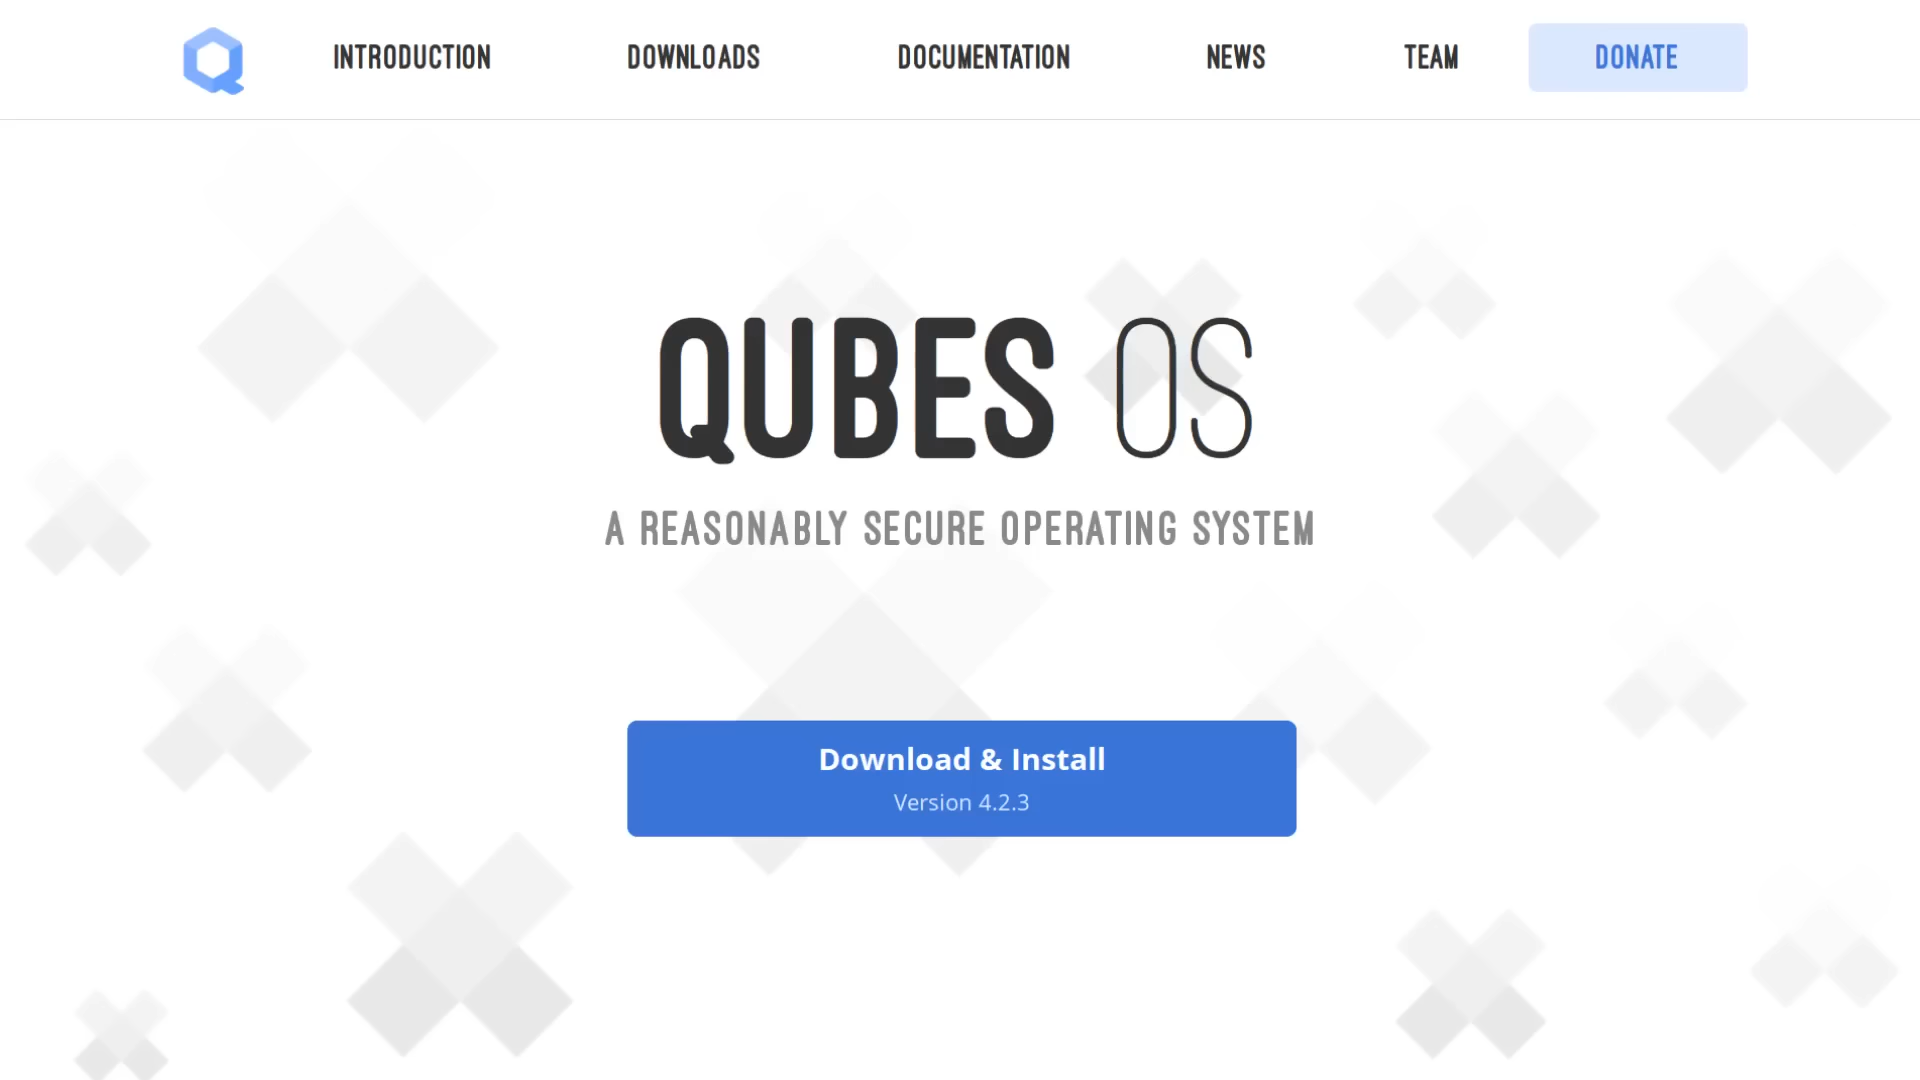 INTRODUCTION DOWNLOADS DOCUMENTATION NEWS TEAM DONATE
QUBES OS
A REASONABLY SECURE OPERATING SYSTEM
Download & Install
Version 4.2.3